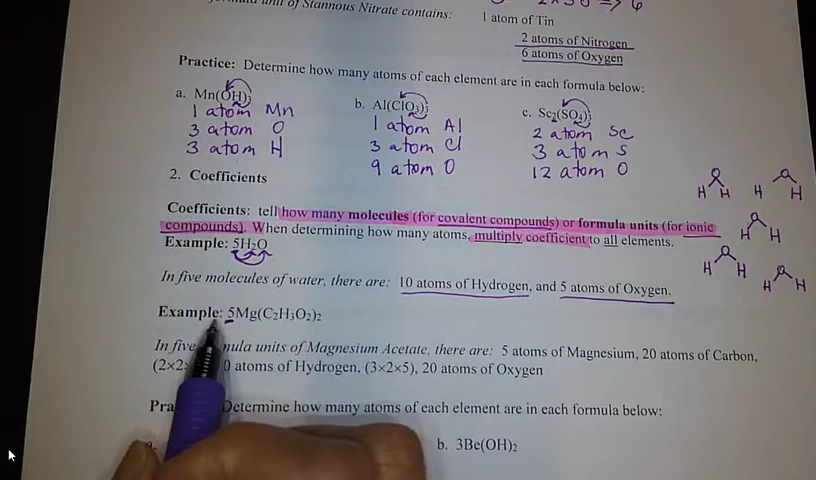 unit of Stannous Nitrate contains:
1 atom of Tin
2 atoms of Nitrogen
6 atoms of Oxygen
Practice: Determine how many atoms of each element are in each formula below:
a. Mn(OH)₃
b. Al(ClO₃)₃
c. Sc₂(SO₄)₃
1 atom Mn
1 atom Al
2 atom Sc
3 atom O
3 atom Cl
3 atom S
3 atom H
9 atom O
12 atom O
2. Coefficients
Coefficients: tell how many molecules (for covalent compounds) or formula units (for ionic
compounds). When determining how many atoms, multiply coefficient to all elements.
Example: 5H₂O
In five molecules of water, there are: 10 atoms of Hydrogen, and 5 atoms of Oxygen.
Example: 5Mg(C₂H₃O₂)₂
In five units of Magnesium Acetate, there are: 5 atoms of Magnesium, 20 atoms of Carbon,
(2×2× atoms of Hydrogen, (3×2×5), 20 atoms of Oxygen
Determine how many atoms of each element are in each formula below:
b. 3Be(OH)₂
O
H H
O
H H
O
H H
O
H H
O
H H